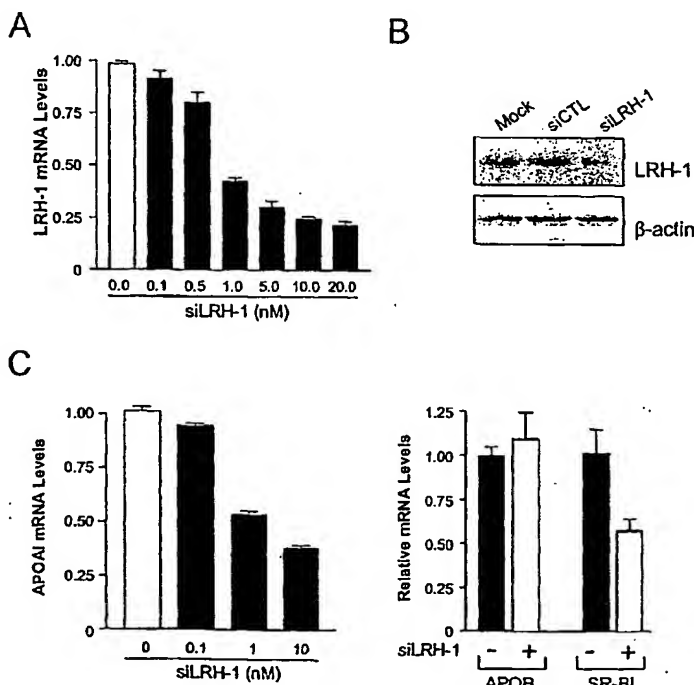 A
LRH-1 mRNA Levels
1.00
0.75
0.50
0.25
0
0.0 0.1 0.5 1.0 5.0 10.0 20.0
siLRH-1 (nM)
B
Mock siCTL siLRH-1
LRH-1
β-actin
C
APOAI mRNA Levels
1.00
0.75
0.50
0.25
0
0 0.1 1 10
siLRH-1 (nM)
Relative mRNA Levels
1.25
1.00
0.75
0.50
0.25
0
siLRH-1 - + - +
APOB SR-BI